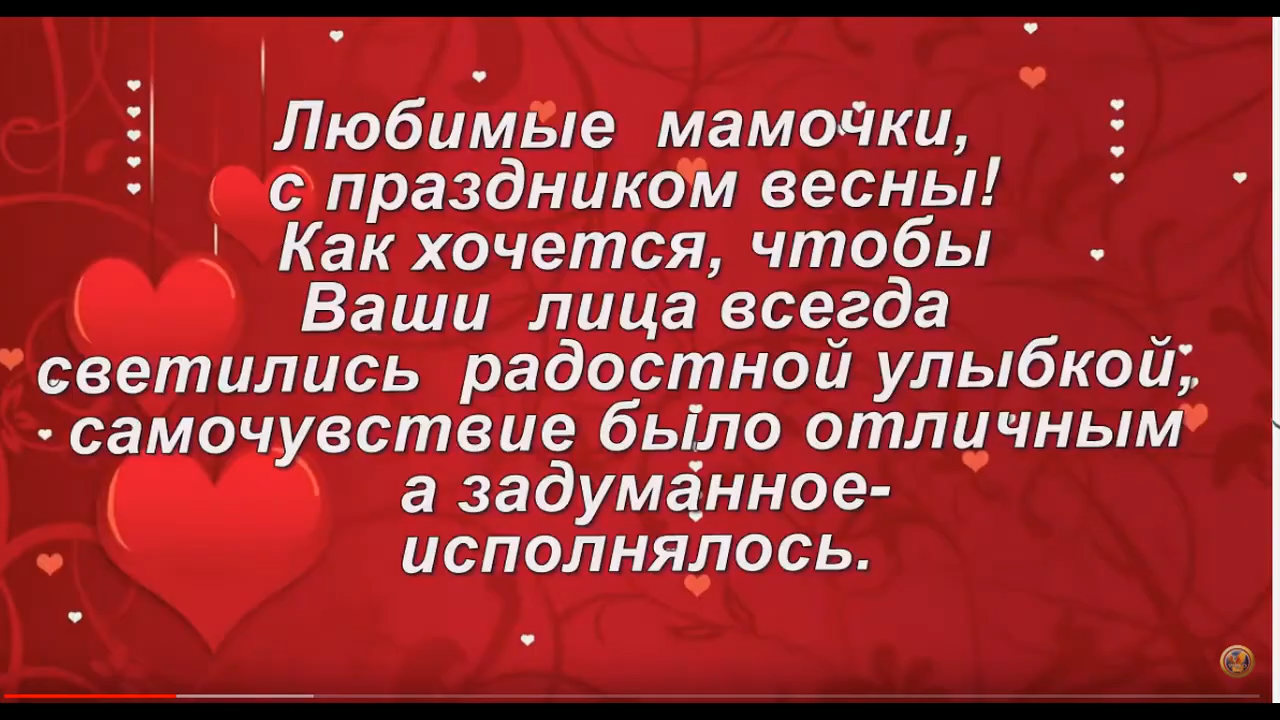 Любимые мамочки,
с праздником весны!
Как хочется, чтобы
Ваши лица всегда
светились радостной улыбкой,
самочувствие было отличным
а задуманное-
исполнялось.